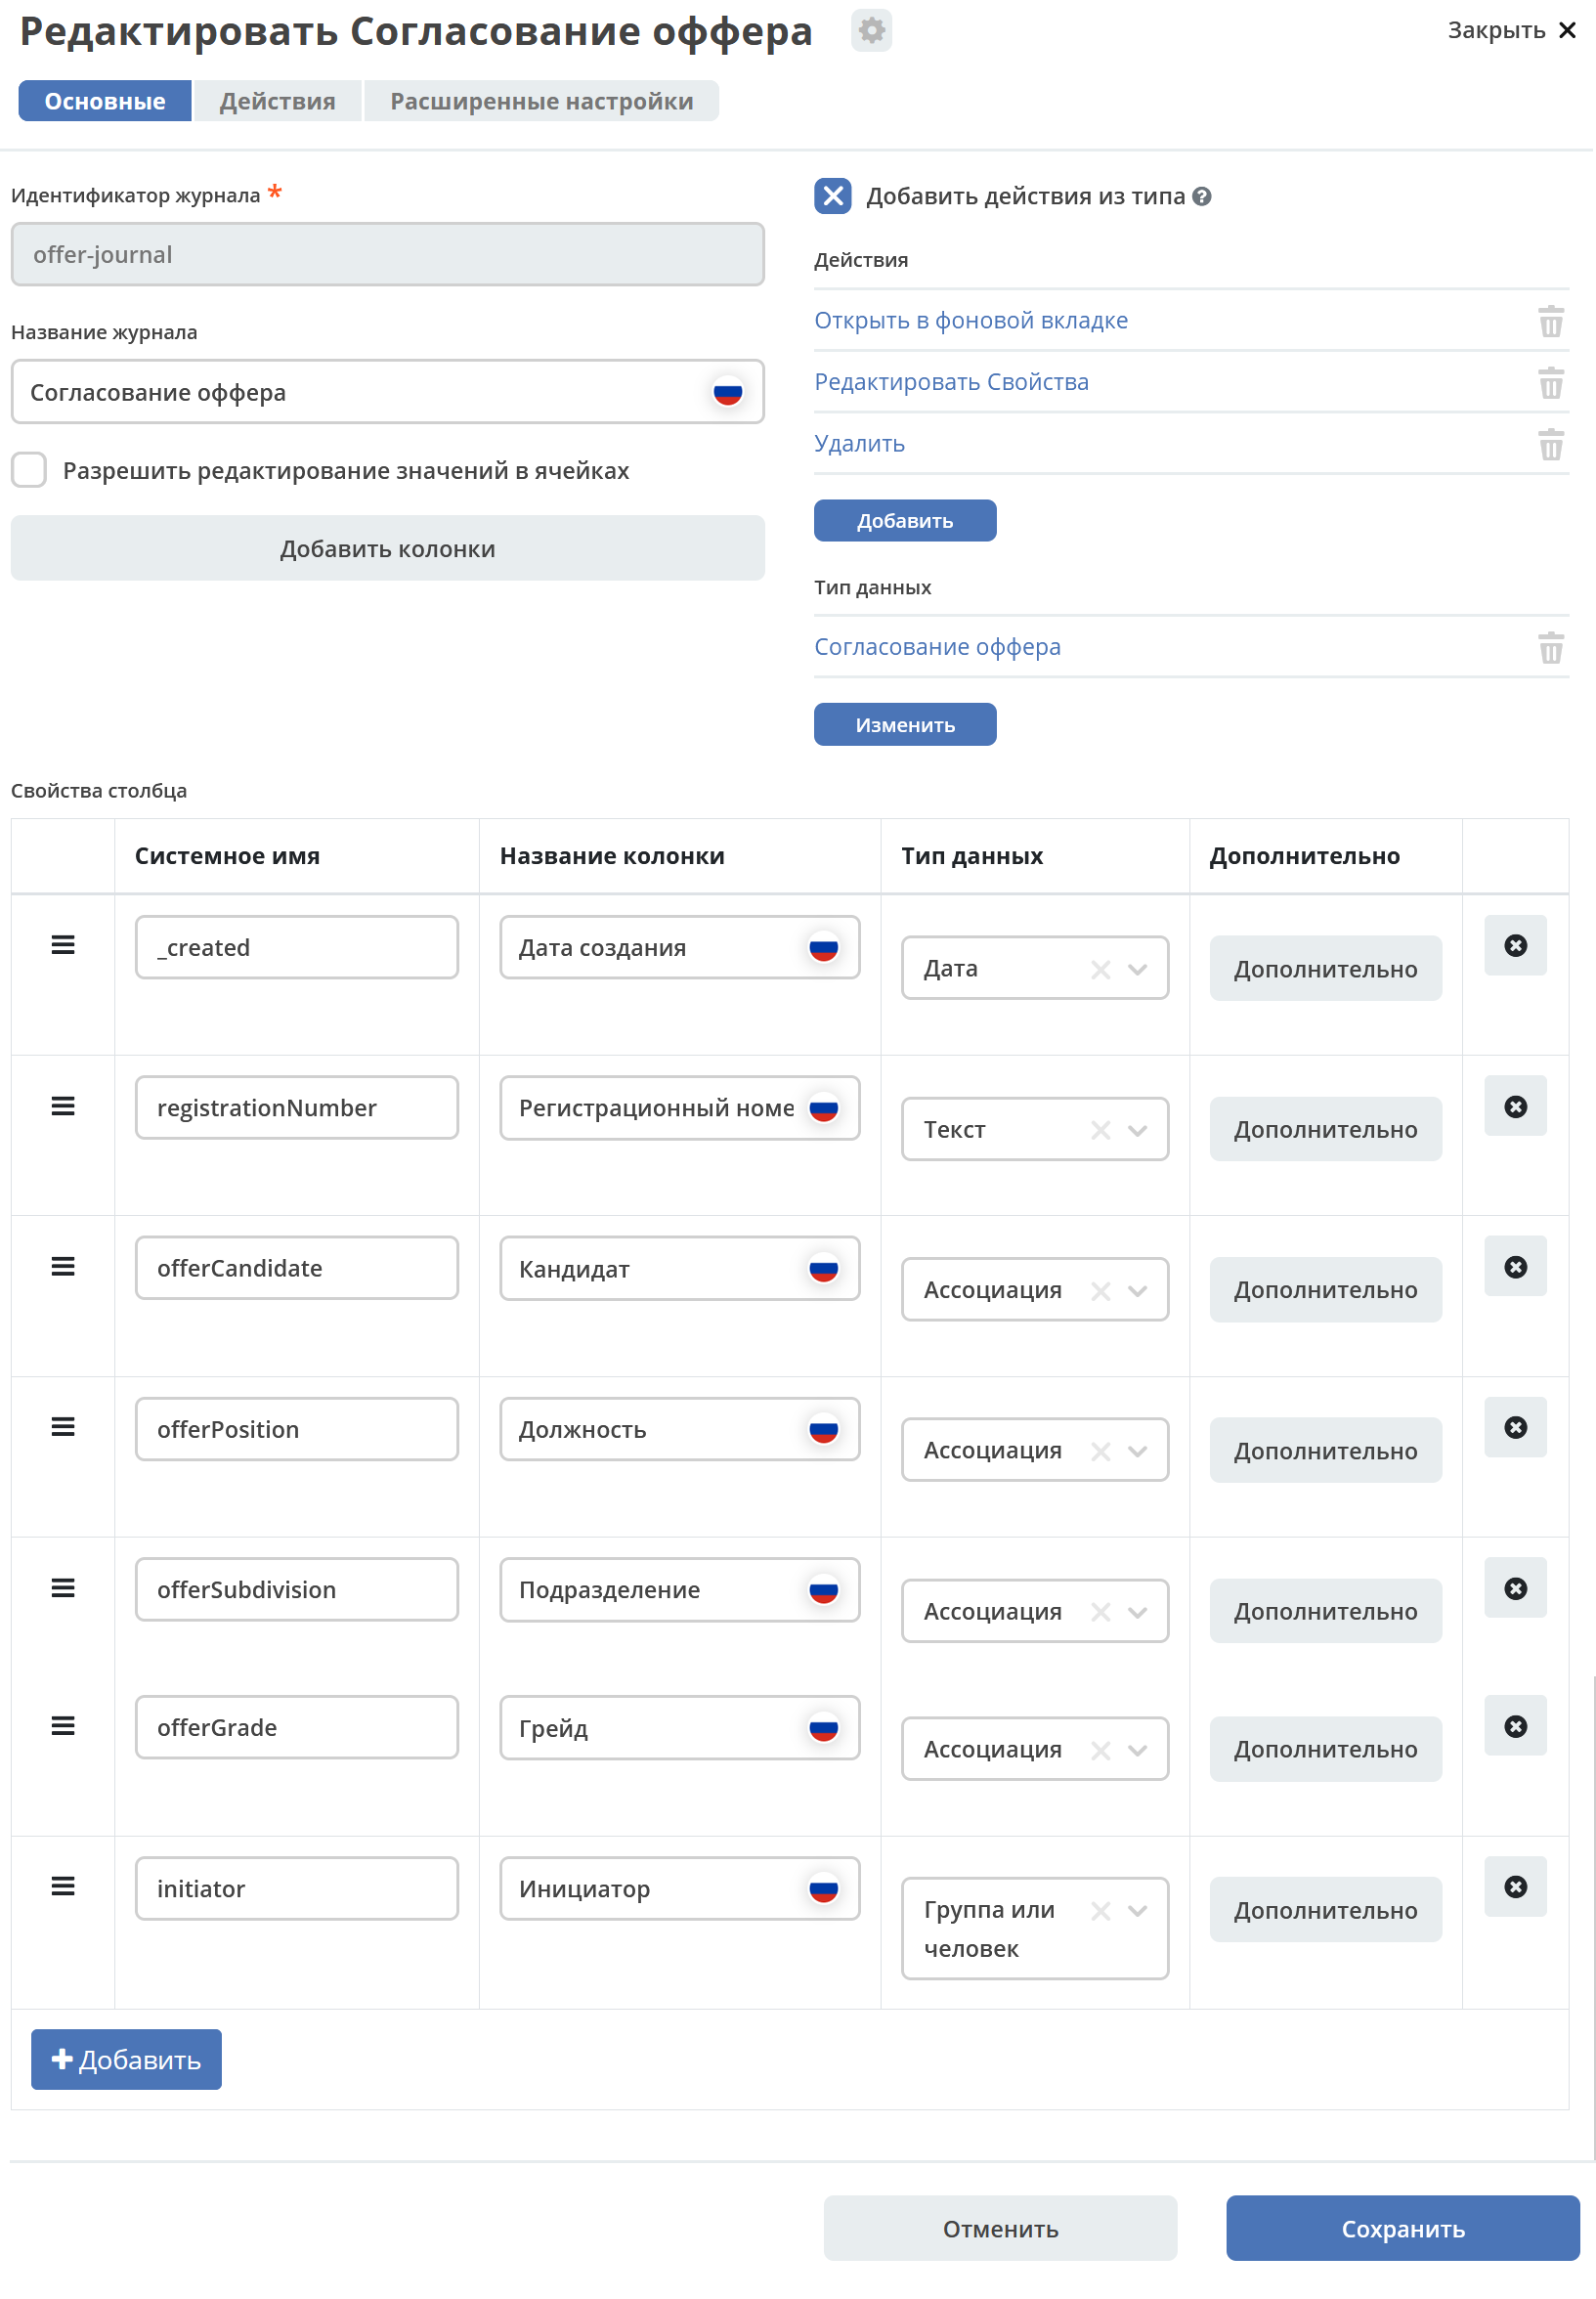 Редактировать Согласование оффера
Закрыть
Основные
Действия
Расширенные настройки
Идентификатор журнала *
offer-journal
Название журнала
Согласование оффера
Разрешить редактирование значений в ячейках
Добавить колонки
Добавить действия из типа
Действия
Открыть в фоновой вкладке
Редактировать Свойства
Удалить
Добавить
Тип данных
Согласование оффера
Изменить
Свойства столбца
Системное имя Название колонки Тип данных Дополнительно
_created Дата создания Дата Дополнительно
registrationNumber Регистрационный номе Текст Дополнительно
offerCandidate Кандидат Ассоциация Дополнительно
offerPosition Должность Ассоциация Дополнительно
offerSubdivision Подразделение Ассоциация Дополнительно
offerGrade Грейд Ассоциация Дополнительно
initiator Инициатор Группа или Дополнительно
человек
Добавить
Отменить
Сохранить